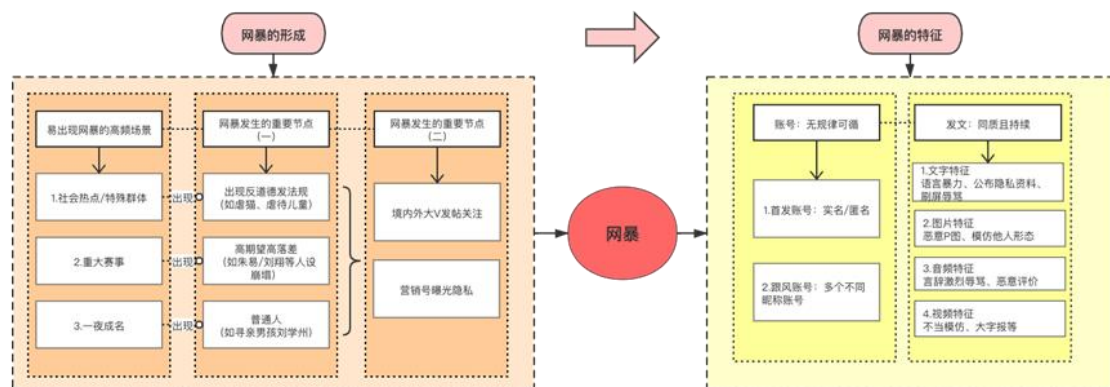 网暴的形成
易出现网暴的高频场景
1.社会热点/特殊群体
2.重大赛事
3.一夜成名
出现
出现
出现
网暴发生的重要节点
(一)
出现反道德发法规
(如虐猫、虐待儿童)
高期望高落差
(如朱易/刘翔等人设
崩塌)
普通人
(如寻亲男孩刘学州)
网暴发生的重要节点
(二)
境内外大V发帖关注
营销号曝光隐私
网暴
网暴的特征
账号：无规律可循
1.首发账号：实名/匿名
2.跟风账号：多个不同
昵称账号
发文：同质且持续
1.文字特征
语言暴力、公布隐私资料、
刷屏辱骂
2.图片特征
恶意P图、模仿他人形态
3.音频特征
言辞激烈辱骂、恶意评价
4.视频特征
不当模仿、大字报等